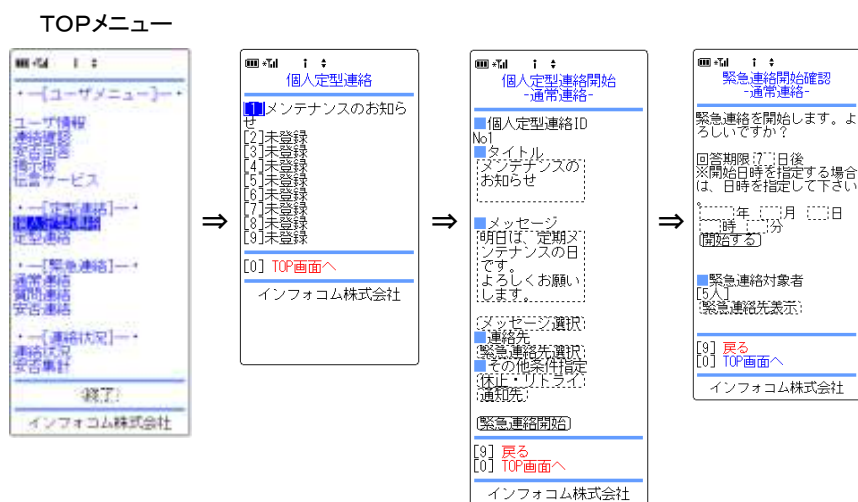 TOPメニュー
・―[ユーザメニュー]―・
ユーザ情報
連絡確認
安否回答
掲示板
伝言サービス
・―[定型連絡]―・
個人定型連絡
定型連絡
・―[緊急連絡]―・
通常連絡
質問連絡
安否連絡
・―[連絡状況]―・
連絡状況
安否集計
終了
インフォコム株式会社
⇒
個人定型連絡
[1]メンテナンスのお知ら
せ
[2]未登録
[3]未登録
[4]未登録
[5]未登録
[6]未登録
[7]未登録
[8]未登録
[9]未登録
[0] TOP画面へ
インフォコム株式会社
⇒
個人定型連絡開始
-通常連絡-
■個人定型連絡ID
No1
■タイトル
メンテナンスの
お知らせ
■メッセージ
明日は、定期メ
ンテナンスの日
です。
よろしくお願い
します。
メッセージ選択
■連絡先
緊急連絡先選択
■その他条件指定
休止・リトライ
通知先
緊急連絡開始
[9] 戻る
[0] TOP画面へ
インフォコム株式会社
⇒
緊急連絡開始確認
-通常連絡-
緊急連絡を開始します。よ
ろしいですか？
回答期限:7 日後
※開始日時を指定する場合
は、日時を指定して下さい
。
年 月 日
時 分
開始する
■緊急連絡対象者
[5人]
緊急連絡先表示
[9] 戻る
[0] TOP画面へ
インフォコム株式会社